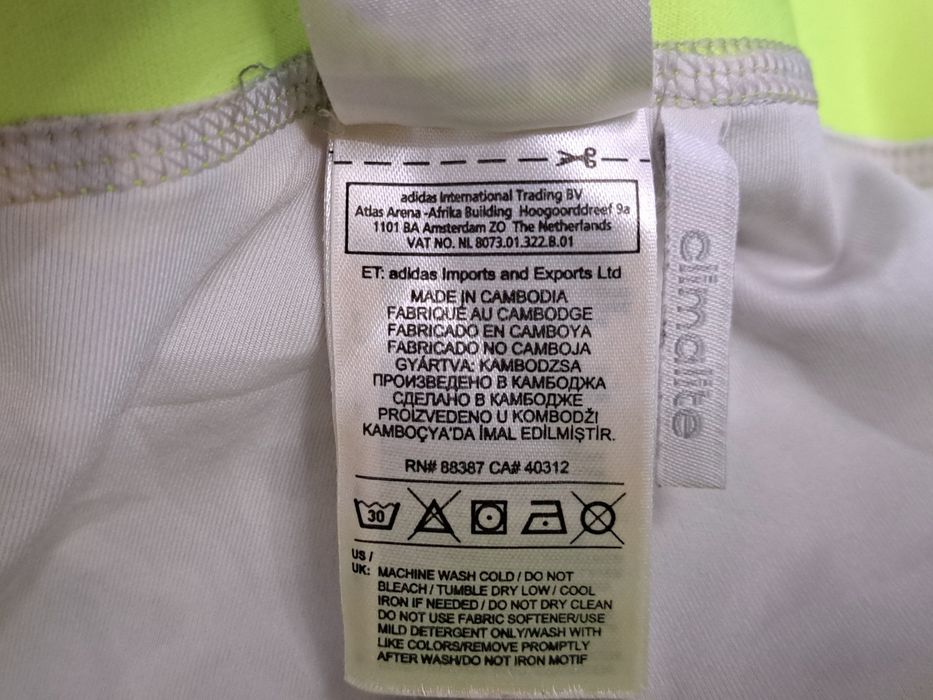 adidas International Trading BV
Atlas Arena -Afrika Building Hoogoorddreef 9a
1101 BA Amsterdam ZO The Netherlands
VAT NO. NL 8073.01.322.B.01
ET: adidas Imports and Exports Ltd
MADE IN CAMBODIA
FABRIQUÉ AU CAMBODGE
FABRICADO EN CAMBOYA
FABRICADO NO CAMBOJA
GYÁRTVA: KAMBODZSA
ПРОИЗВЕДЕНО В КАМБОДЖА
СДЕЛАНО В КАМБОДЖЕ
PROIZVEDENO U KOMBODŽI
KAMBOÇYA'DA İMAL EDİLMİŞTİR.
RN# 88387 CA# 40312
30
US /
UK: MACHINE WASH COLD / DO NOT
BLEACH / TUMBLE DRY LOW / COOL
IRON IF NEEDED / DO NOT DRY CLEAN
DO NOT USE FABRIC SOFTENER/USE
MILD DETERGENT ONLY/WASH WITH
LIKE COLORS/REMOVE PROMPTLY
AFTER WASH/DO NOT IRON MOTIF
climalite